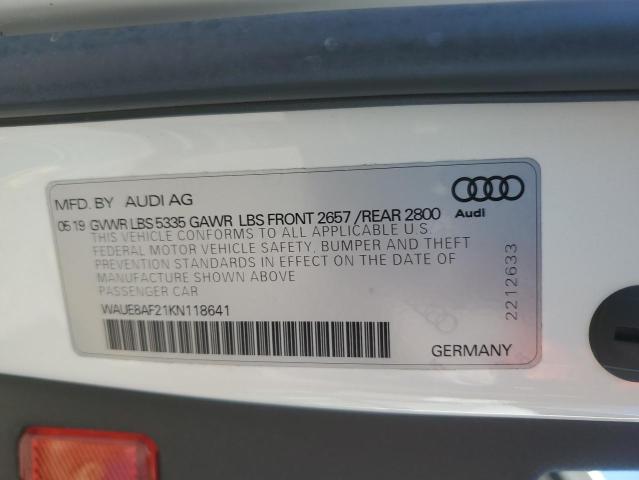 MFD. BY AUDI AG
05 19 GVWR LBS 5335 GAWR LBS FRONT 2657 /REAR 2800
THIS VEHICLE CONFORMS TO ALL APPLICABLE U.S.
FEDERAL MOTOR VEHICLE SAFETY, BUMPER AND THEFT
PREVENTION STANDARDS IN EFFECT ON THE DATE OF
MANUFACTURE SHOWN ABOVE
PASSENGER CAR
WAUE8AF21KN118641
Audi
2212633
GERMANY